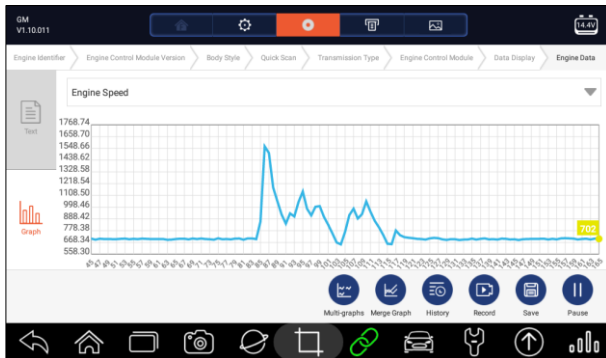 GM
V1.10.011
14.4V
Engine Identifier
Engine Control Module Version
Body Style
Quick Scan
Transmission Type
Engine Control Module
Data Display
Engine Data
Text
Graph
Engine Speed
1768.74
1658.70
1548.66
1438.62
1328.58
1218.54
1108.50
998.46
888.42
778.38
668.34
558.30
702
Multi-graphs
Merge Graph
History
Record
Save
Pause